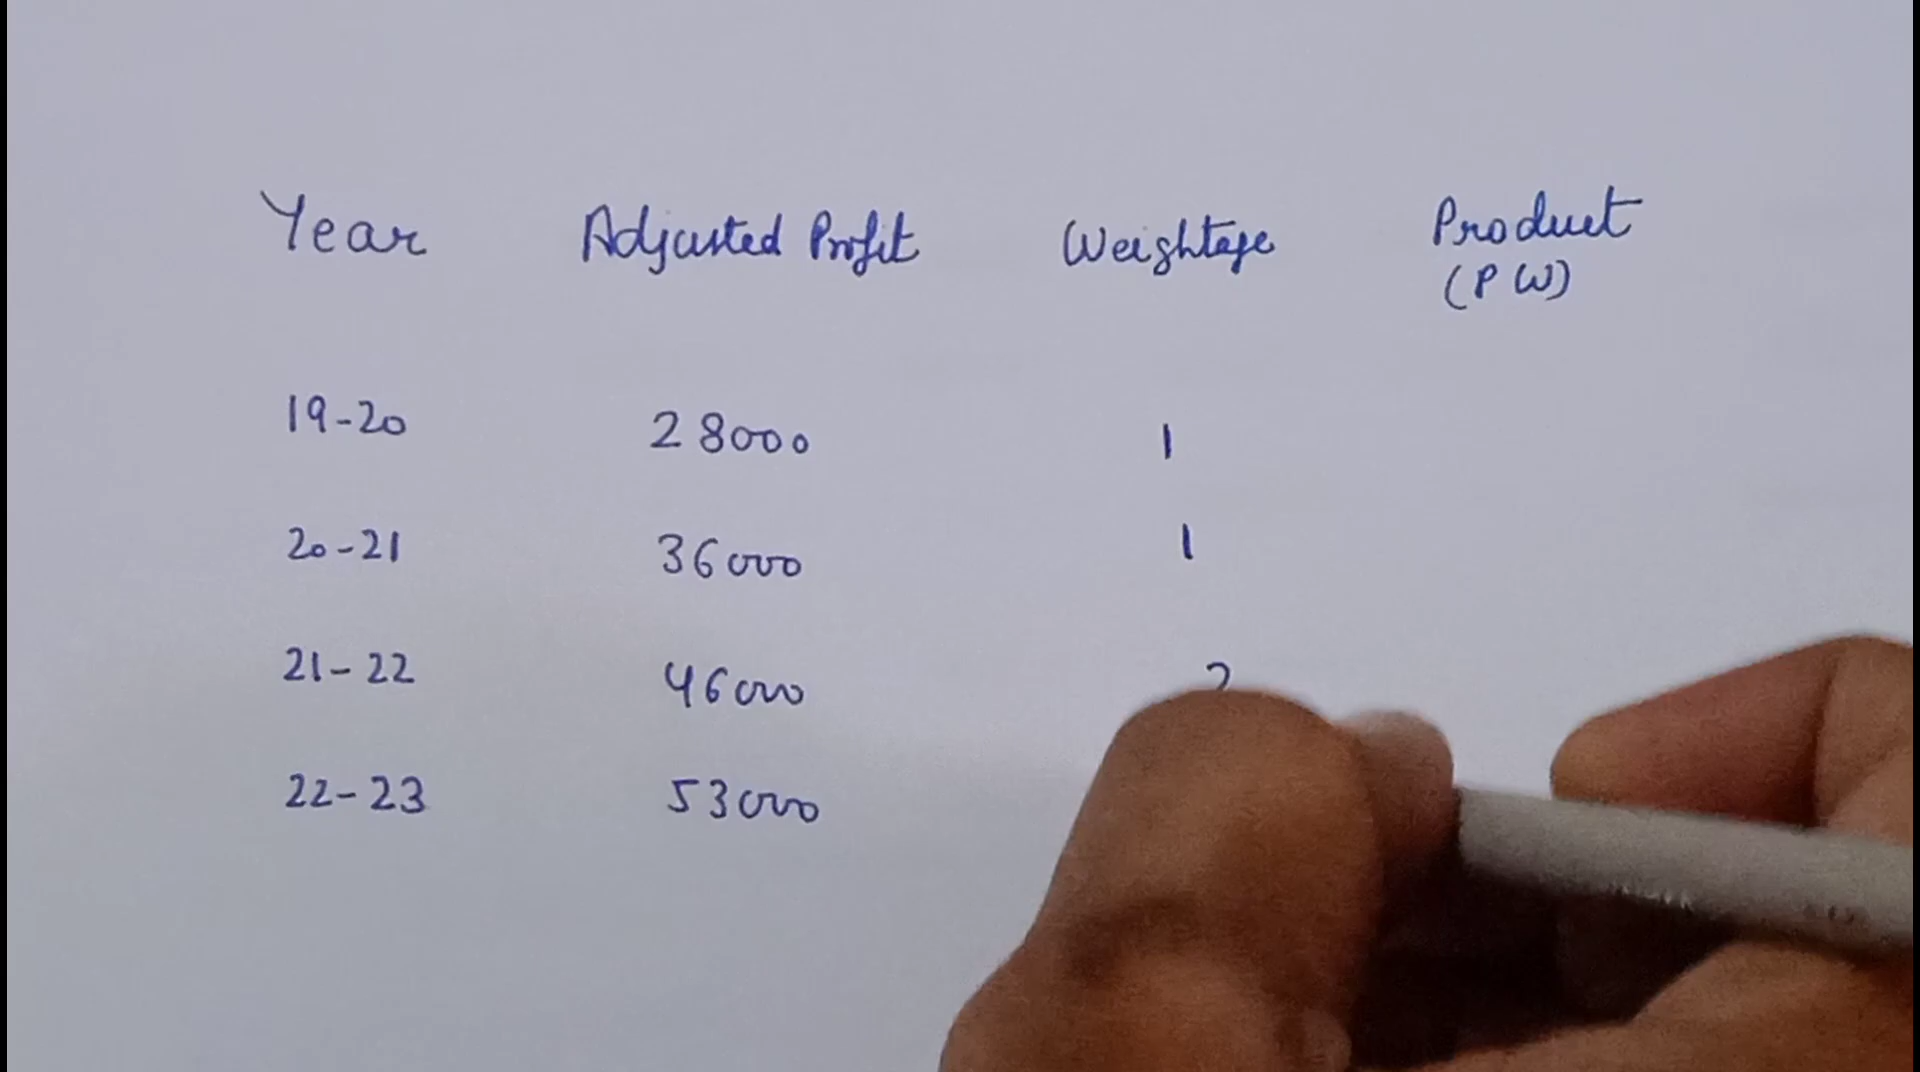 Year Adjusted Profit Weightage Product
(PW)
19-20 28000 1
20-21 36000 1
21-22 46000 2
22-23 53000